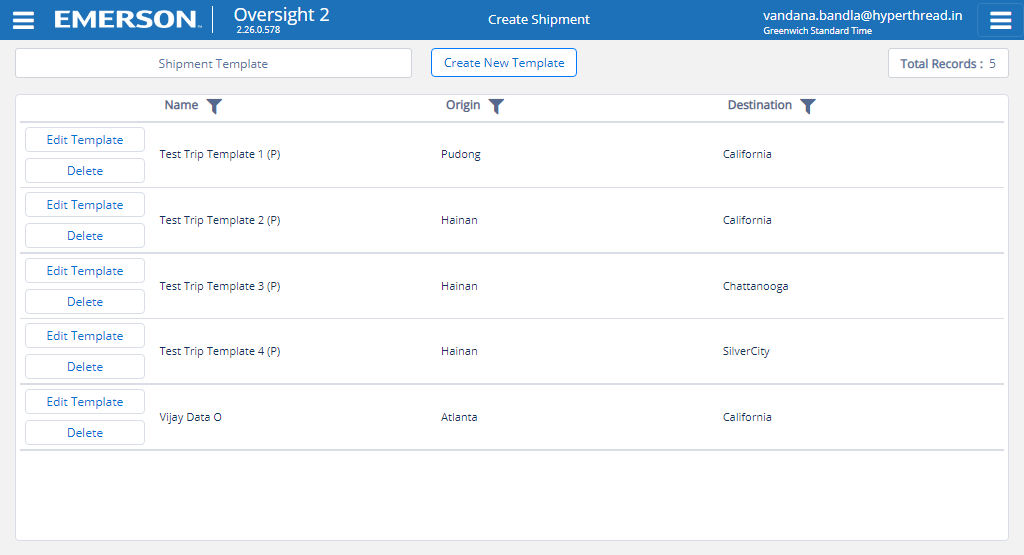 EMERSON
Oversight 2
2.26.0.578
Create Shipment
vandana.bandla@hyperthread.in
Greenwich Standard Time
Shipment Template
Create New Template
Total Records : 5
Name Origin Destination
Edit Template
Delete
Test Trip Template 1 (P) Pudong California
Edit Template
Delete
Test Trip Template 2 (P) Hainan California
Edit Template
Delete
Test Trip Template 3 (P) Hainan Chattanooga
Edit Template
Delete
Test Trip Template 4 (P) Hainan SilverCity
Edit Template
Delete
Vijay Data O Atlanta California